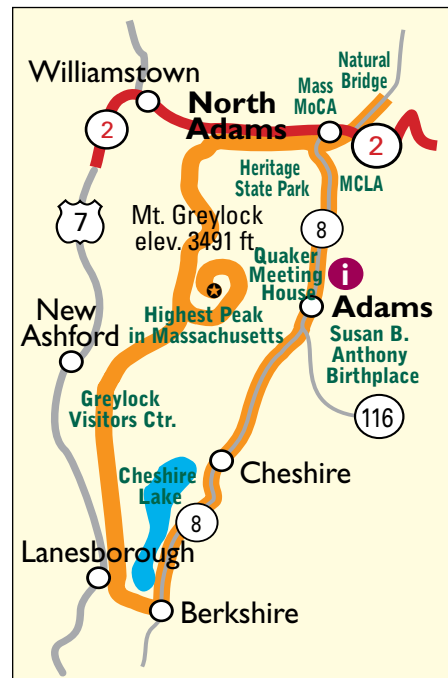 Natural
Bridge
Williamstown
Mass
MoCA
North
Adams
2
2
Heritage
State Park
MCLA
7
Mt. Greylock
elev. 3491 ft
8
Quaker
Meeting
House
i
New
Ashford
Highest Peak
in Massachusetts
Adams
Susan B.
Anthony
Birthplace
Greylock
Visitors Ctr.
116
Cheshire
Lake
Cheshire
8
Lanesborough
Berkshire